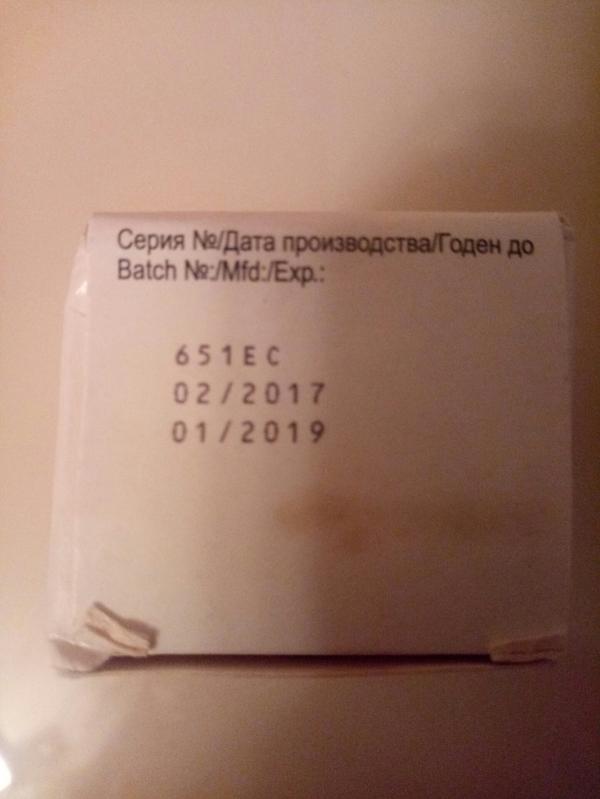 Серия №/Дата производства/Годен до
Batch №:/Mfd:/Exp.:
651EC
02/2017
01/2019